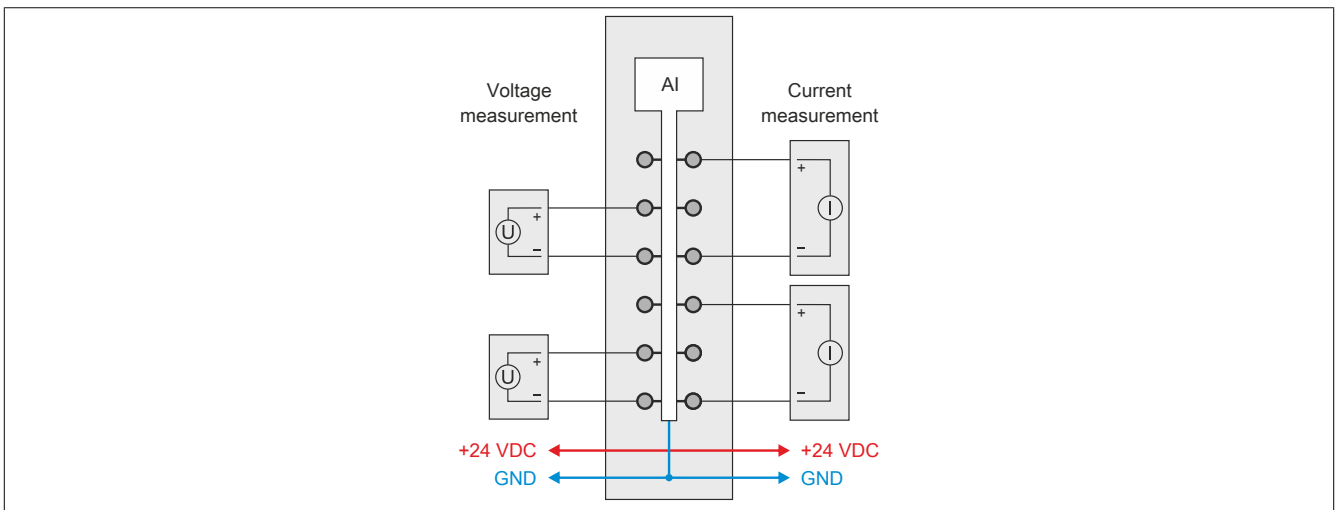 AI
Voltage
measurement
Current
measurement
+
+
U
I
−
−
+
+
U
I
−
−
+24 VDC
+24 VDC
GND
GND